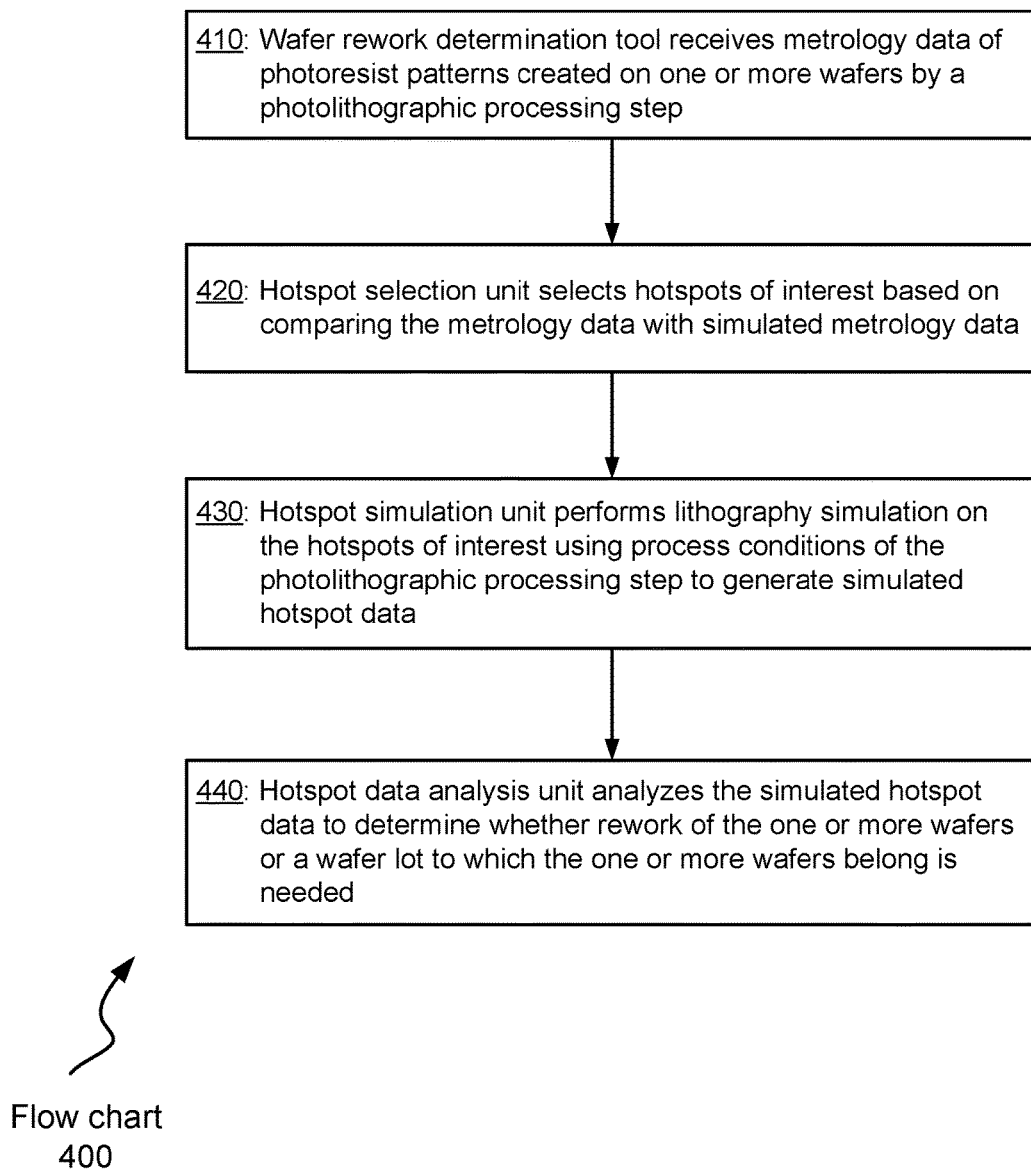 410: Wafer rework determination tool receives metrology data of
photoresist patterns created on one or more wafers by a
photolithographic processing step
420: Hotspot selection unit selects hotspots of interest based on
comparing the metrology data with simulated metrology data
430: Hotspot simulation unit performs lithography simulation on
the hotspots of interest using process conditions of the
photolithographic processing step to generate simulated
hotspot data
440: Hotspot data analysis unit analyzes the simulated hotspot
data to determine whether rework of the one or more wafers
or a wafer lot to which the one or more wafers belong is
needed
Flow chart
400